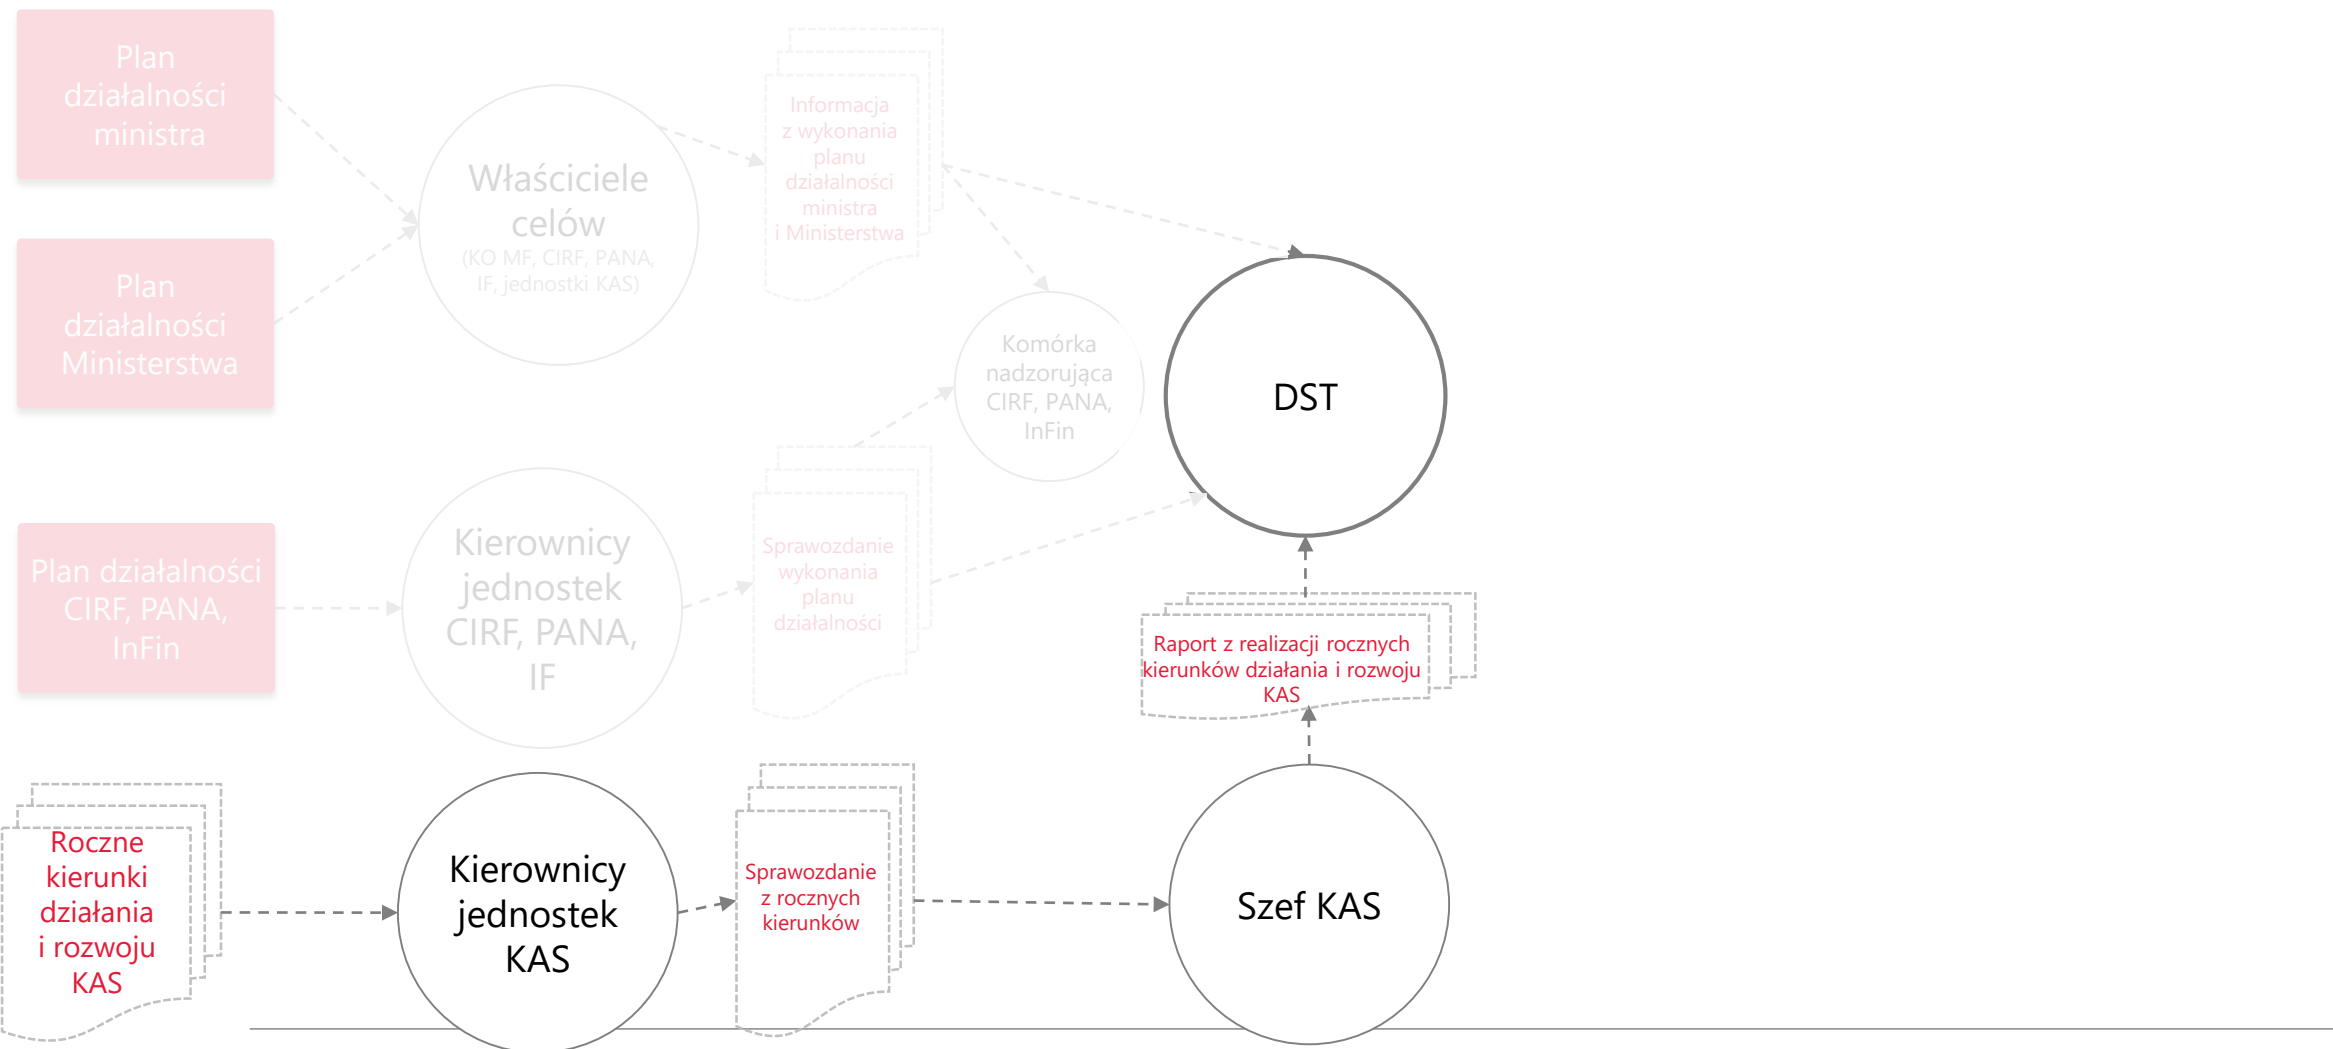 Plan
działalności
ministra
Właściciele
celów
(KO MF, CIRF, PANA,
IF, jednostki KAS)
Informacja
z wykonania
planu
działalności
ministra
i Ministerstwa
Plan
działalności
Ministerstwa
Komórka
nadzorująca
CIRF, PANA,
InFin
DST
Plan działalności
CIRF, PANA,
InFin
Kierownicy
jednostek
CIRF, PANA,
IF
Sprawozdanie
wykonania
planu
działalności
Raport z realizacji rocznych
kierunków działania i rozwoju
KAS
Roczne
kierunki
działania
i rozwoju
KAS
Kierownicy
jednostek
KAS
Sprawozdanie
z rocznych
kierunków
Szef KAS